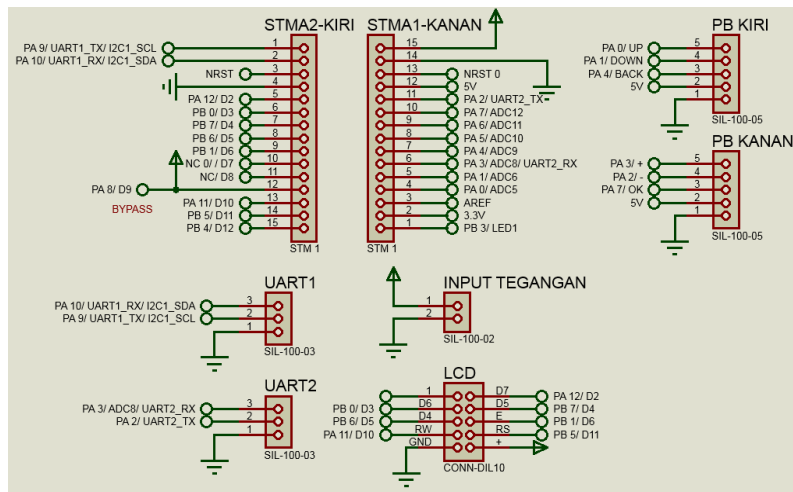 STMA2-KIRI
PA 9/ UART1_TX/ I2C1_SCL 1
PA 10/ UART1_RX/ I2C1_SDA 2
NRST 3
4
PA 12/ D2 5
PB 0/ D3 6
PB 7/ D4 7
PB 6/ D5 8
PB 1/ D6 9
NC 0/ / D7 10
NC/ D8 11
PA 8/ D9 12
BYPASS
PA 11/ D10 13
PB 5/ D11 14
PB 4/ D12 15
STM 1
STMA1-KANAN
15
14
13 NRST 0
12 5V
11 PA 2/ UART2_TX
10 PA 7/ ADC12
9 PA 6/ ADC11
8 PA 5/ ADC10
7 PA 4/ ADC9
6 PA 3/ ADC8/ UART2_RX
5 PA 1/ ADC6
4 PA 0/ ADC5
3 AREF
2 3.3V
1 PB 3/ LED1
STM 1
PB KIRI
PA 0/ UP 5
PA 1/ DOWN 4
PA 4/ BACK 3
5V 2
1
SIL-100-05
PB KANAN
PA 3/ + 5
PA 2/ - 4
PA 7/ OK 3
5V 2
1
SIL-100-05
UART1
PA 10/ UART1_RX/ I2C1_SDA 3
PA 9/ UART1_TX/ I2C1_SCL 2
1
SIL-100-03
INPUT TEGANGAN
1
2
SIL-100-02
UART2
PA 3/ ADC8/ UART2_RX 3
PA 2/ UART2_TX 2
1
SIL-100-03
LCD
1 D7 PA 12/ D2
PB 0/ D3 D6 D5 PB 7/ D4
PB 6/ D5 D4 E PB 1/ D6
PA 11/ D10 RW RS PB 5/ D11
GND +
CONN-DIL10